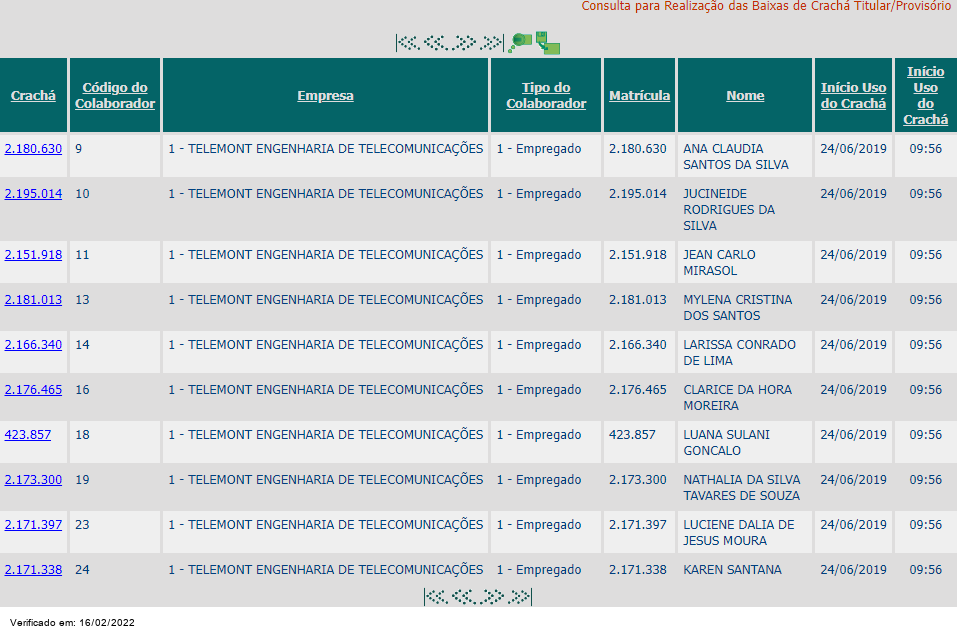 Consulta para Realização das Baixas de Crachá Titular/Provisório
Crachá Código do Colaborador Empresa Tipo do Colaborador Matrícula Nome Início Uso do Crachá Início Uso do Crachá
2.180.630 9 1 - TELEMONT ENGENHARIA DE TELECOMUNICAÇÕES 1 - Empregado 2.180.630 ANA CLAUDIA SANTOS DA SILVA 24/06/2019 09:56
2.195.014 10 1 - TELEMONT ENGENHARIA DE TELECOMUNICAÇÕES 1 - Empregado 2.195.014 JUCINEIDE RODRIGUES DA SILVA 24/06/2019 09:56
2.151.918 11 1 - TELEMONT ENGENHARIA DE TELECOMUNICAÇÕES 1 - Empregado 2.151.918 JEAN CARLO MIRASOL 24/06/2019 09:56
2.181.013 13 1 - TELEMONT ENGENHARIA DE TELECOMUNICAÇÕES 1 - Empregado 2.181.013 MYLENA CRISTINA DOS SANTOS 24/06/2019 09:56
2.166.340 14 1 - TELEMONT ENGENHARIA DE TELECOMUNICAÇÕES 1 - Empregado 2.166.340 LARISSA CONRADO DE LIMA 24/06/2019 09:56
2.176.465 16 1 - TELEMONT ENGENHARIA DE TELECOMUNICAÇÕES 1 - Empregado 2.176.465 CLARICE DA HORA MOREIRA 24/06/2019 09:56
423.857 18 1 - TELEMONT ENGENHARIA DE TELECOMUNICAÇÕES 1 - Empregado 423.857 LUANA SULANI GONCALO 24/06/2019 09:56
2.173.300 19 1 - TELEMONT ENGENHARIA DE TELECOMUNICAÇÕES 1 - Empregado 2.173.300 NATHALIA DA SILVA TAVARES DE SOUZA 24/06/2019 09:56
2.171.397 23 1 - TELEMONT ENGENHARIA DE TELECOMUNICAÇÕES 1 - Empregado 2.171.397 LUCIENE DALIA DE JESUS MOURA 24/06/2019 09:56
2.171.338 24 1 - TELEMONT ENGENHARIA DE TELECOMUNICAÇÕES 1 - Empregado 2.171.338 KAREN SANTANA 24/06/2019 09:56
Verificado em: 16/02/2022